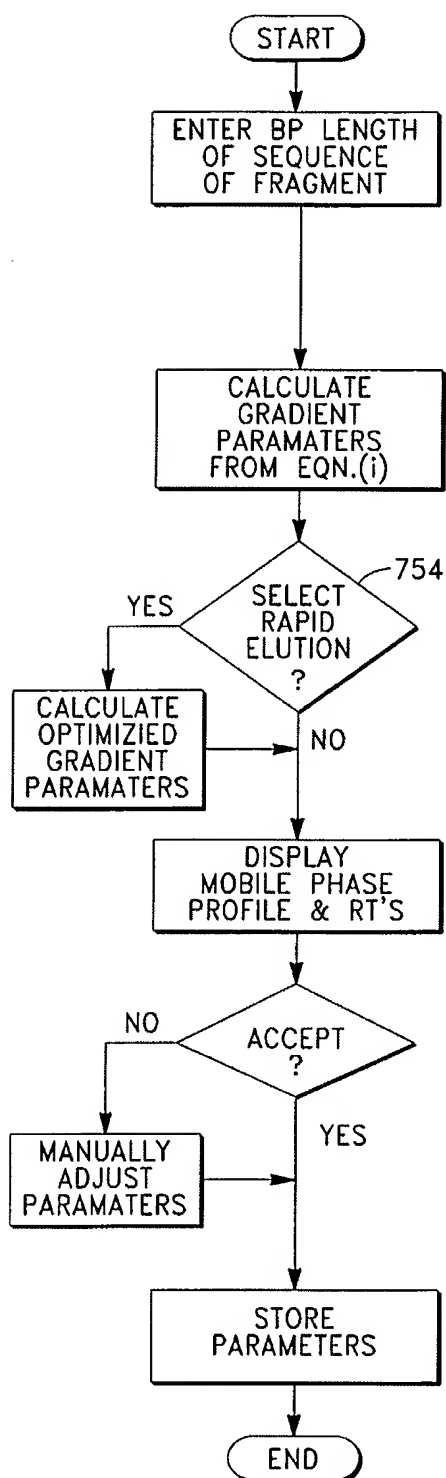 START
ENTER BP LENGTH
OF SEQUENCE
OF FRAGMENT
CALCULATE
GRADIENT
PARAMATERS
FROM EQN.(i)
754
SELECT
RAPID
ELUTION
?
YES
NO
CALCULATE
OPTIMIZIED
GRADIENT
PARAMATERS
DISPLAY
MOBILE PHASE
PROFILE & RT'S
ACCEPT
?
NO
YES
MANUALLY
ADJUST
PARAMATERS
STORE
PARAMETERS
END